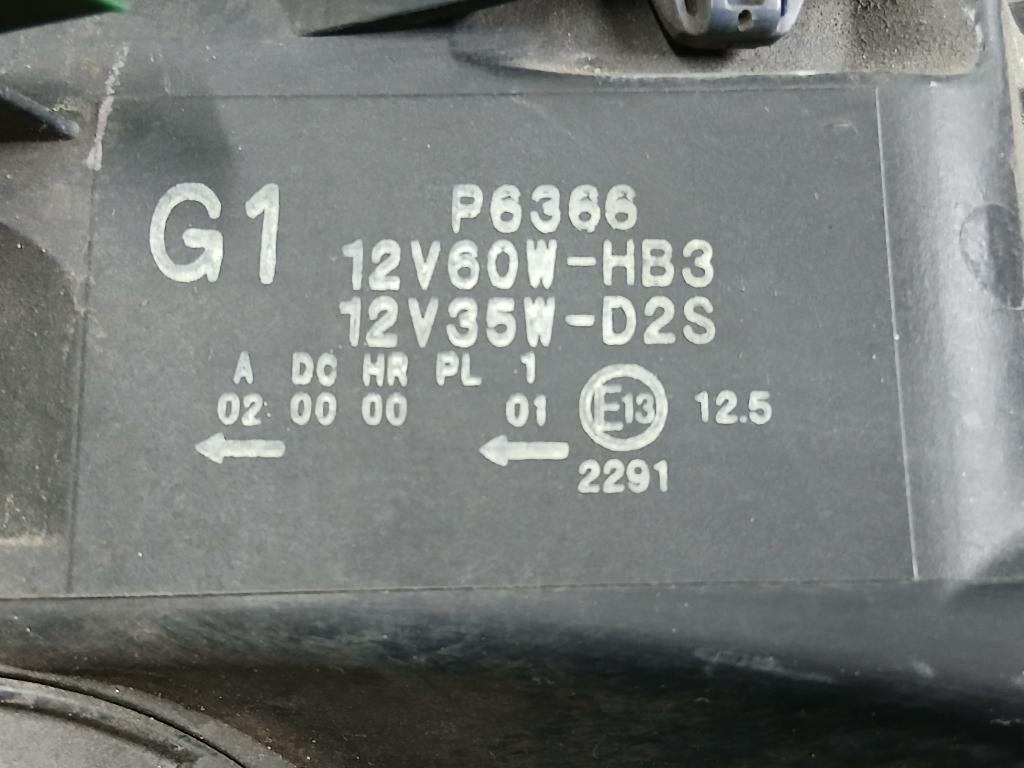 G1
P6366
12V60W-HB3
12V35W-D2S
A DC HR PL 1
02 00 00 01 E13 12.5
2291